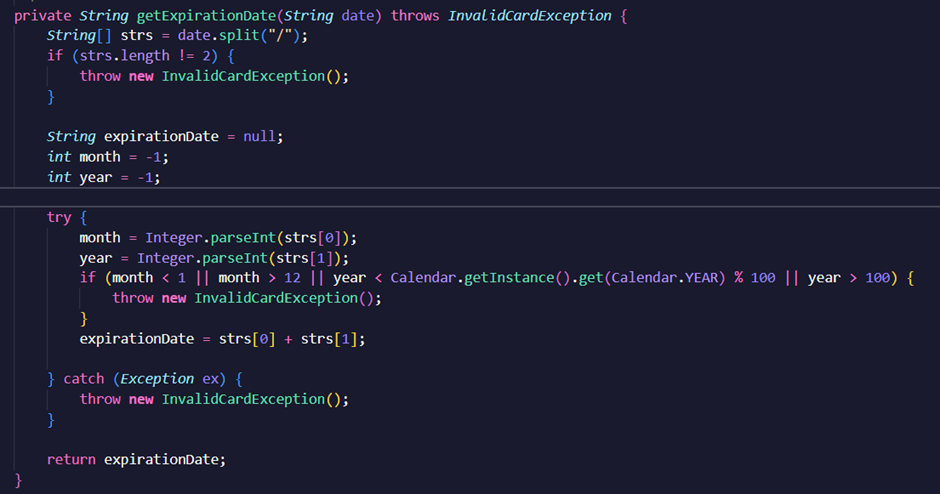 private String getExpirationDate(String date) throws InvalidCardException {
    String[] strs = date.split("/");
    if (strs.length != 2) {
        throw new InvalidCardException();
    }

    String expirationDate = null;
    int month = -1;
    int year = -1;

    try {
        month = Integer.parseInt(strs[0]);
        year = Integer.parseInt(strs[1]);
        if (month < 1 || month > 12 || year < Calendar.getInstance().get(Calendar.YEAR) % 100 || year > 100) {
            throw new InvalidCardException();
        }
        expirationDate = strs[0] + strs[1];

    } catch (Exception ex) {
        throw new InvalidCardException();
    }

    return expirationDate;
}